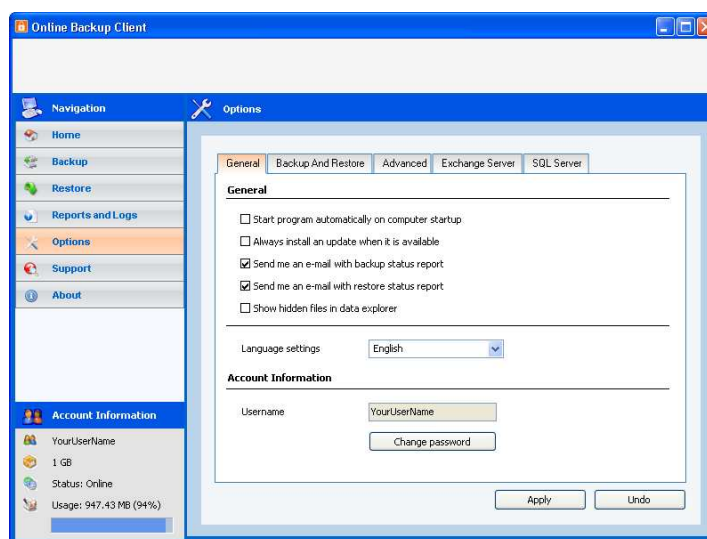 Online Backup Client
Navigation
Home
Backup
Restore
Reports and Logs
Options
Support
About
Account Information
YourUserName
1 GB
Status: Online
Usage: 947.43 MB (94%)
Options
General Backup And Restore Advanced Exchange Server SQL Server
General
Start program automatically on computer startup
Always install an update when it is available
Send me an e-mail with backup status report
Send me an e-mail with restore status report
Show hidden files in data explorer
Language settings English
Account Information
Username YourUserName
Change password
Apply Undo